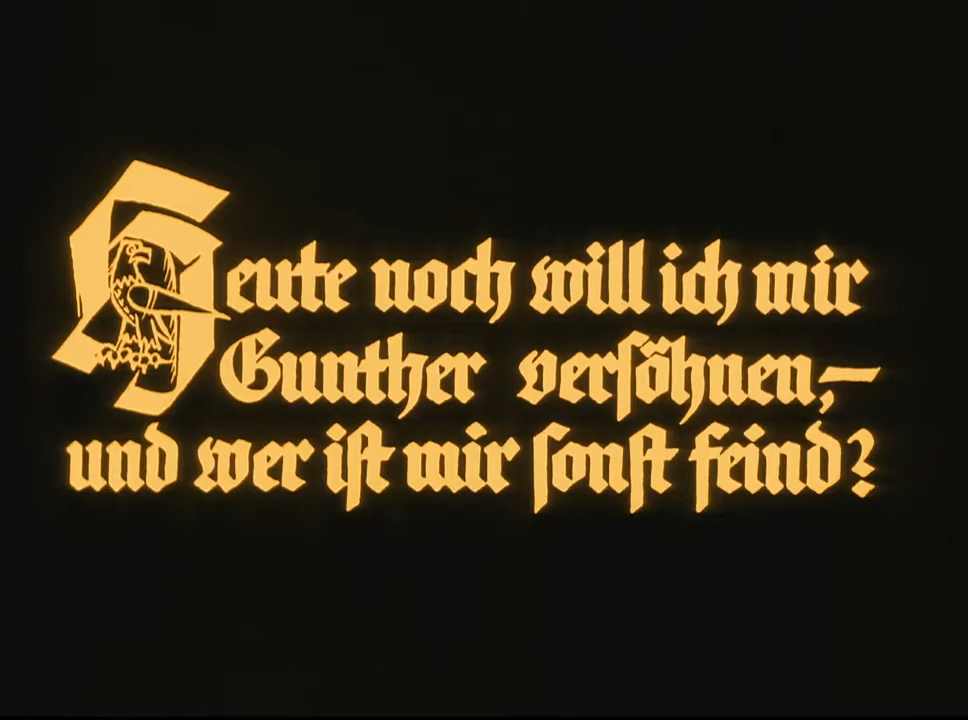 Heute noch will ich mir
Gunther versöhnen,—
und wer ist mir sonst feind?